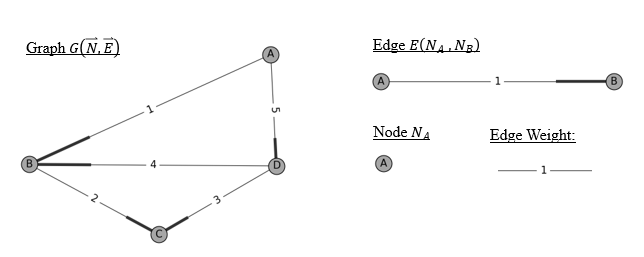 Graph G(N⃗, E⃗)
A
1
5
B
4
D
2
3
C
Edge E(N_A, N_B)
A 1 B
Node N_A
A
Edge Weight:
1